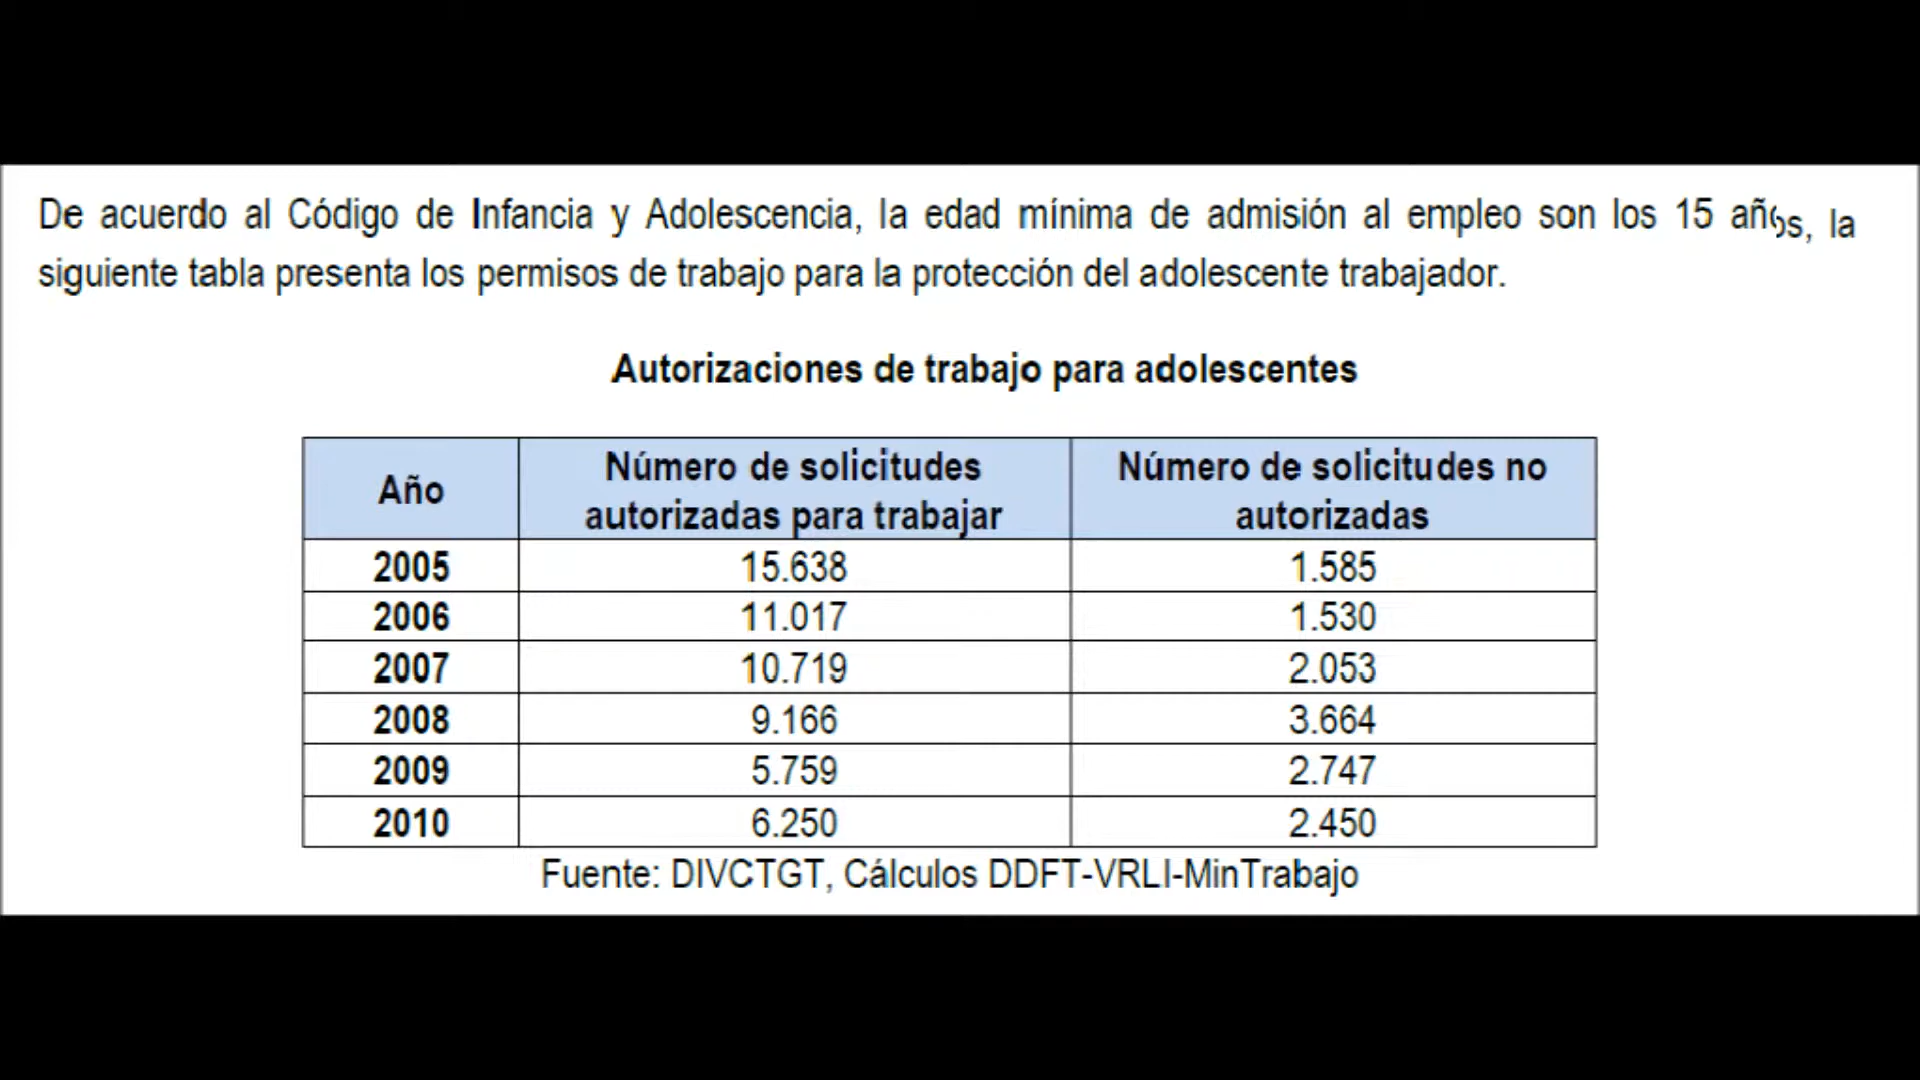 De acuerdo al Código de Infancia y Adolescencia, la edad mínima de admisión al empleo son los 15 años, la
siguiente tabla presenta los permisos de trabajo para la protección del adolescente trabajador.
Autorizaciones de trabajo para adolescentes
Año Número de solicitudes autorizadas para trabajar Número de solicitudes no autorizadas
2005 15.638 1.585
2006 11.017 1.530
2007 10.719 2.053
2008 9.166 3.664
2009 5.759 2.747
2010 6.250 2.450
Fuente: DIVCTGT, Cálculos DDFT-VRLI-MinTrabajo